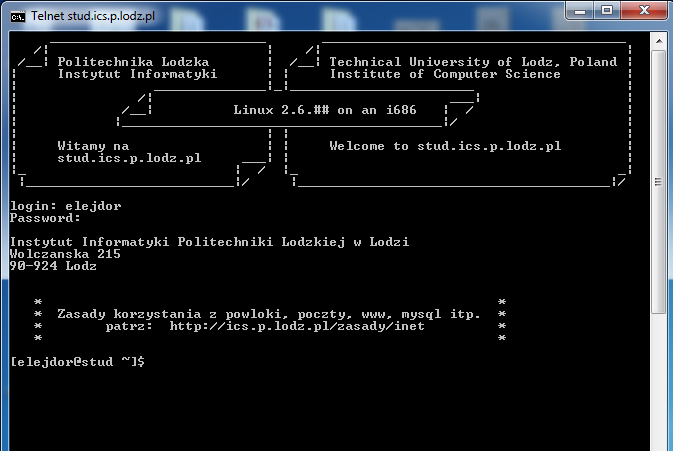 Telnet stud.ics.p.lodz.pl
Politechnika Lodzka
Instytut Informatyki
Technical University of Lodz, Poland
Institute of Computer Science
Linux 2.6.## on an i686
Witamy na
stud.ics.p.lodz.pl
Welcome to stud.ics.p.lodz.pl
login: elejdor
Password:
Instytut Informatyki Politechniki Lodzkiej w Lodzi
Wolczanska 215
90-924 Lodz
* *
* Zasady korzystania z powloki, poczty, www, mysql itp. *
* patrz: http://ics.p.lodz.pl/zasady/inet *
* *
[elejdor@stud ~]$